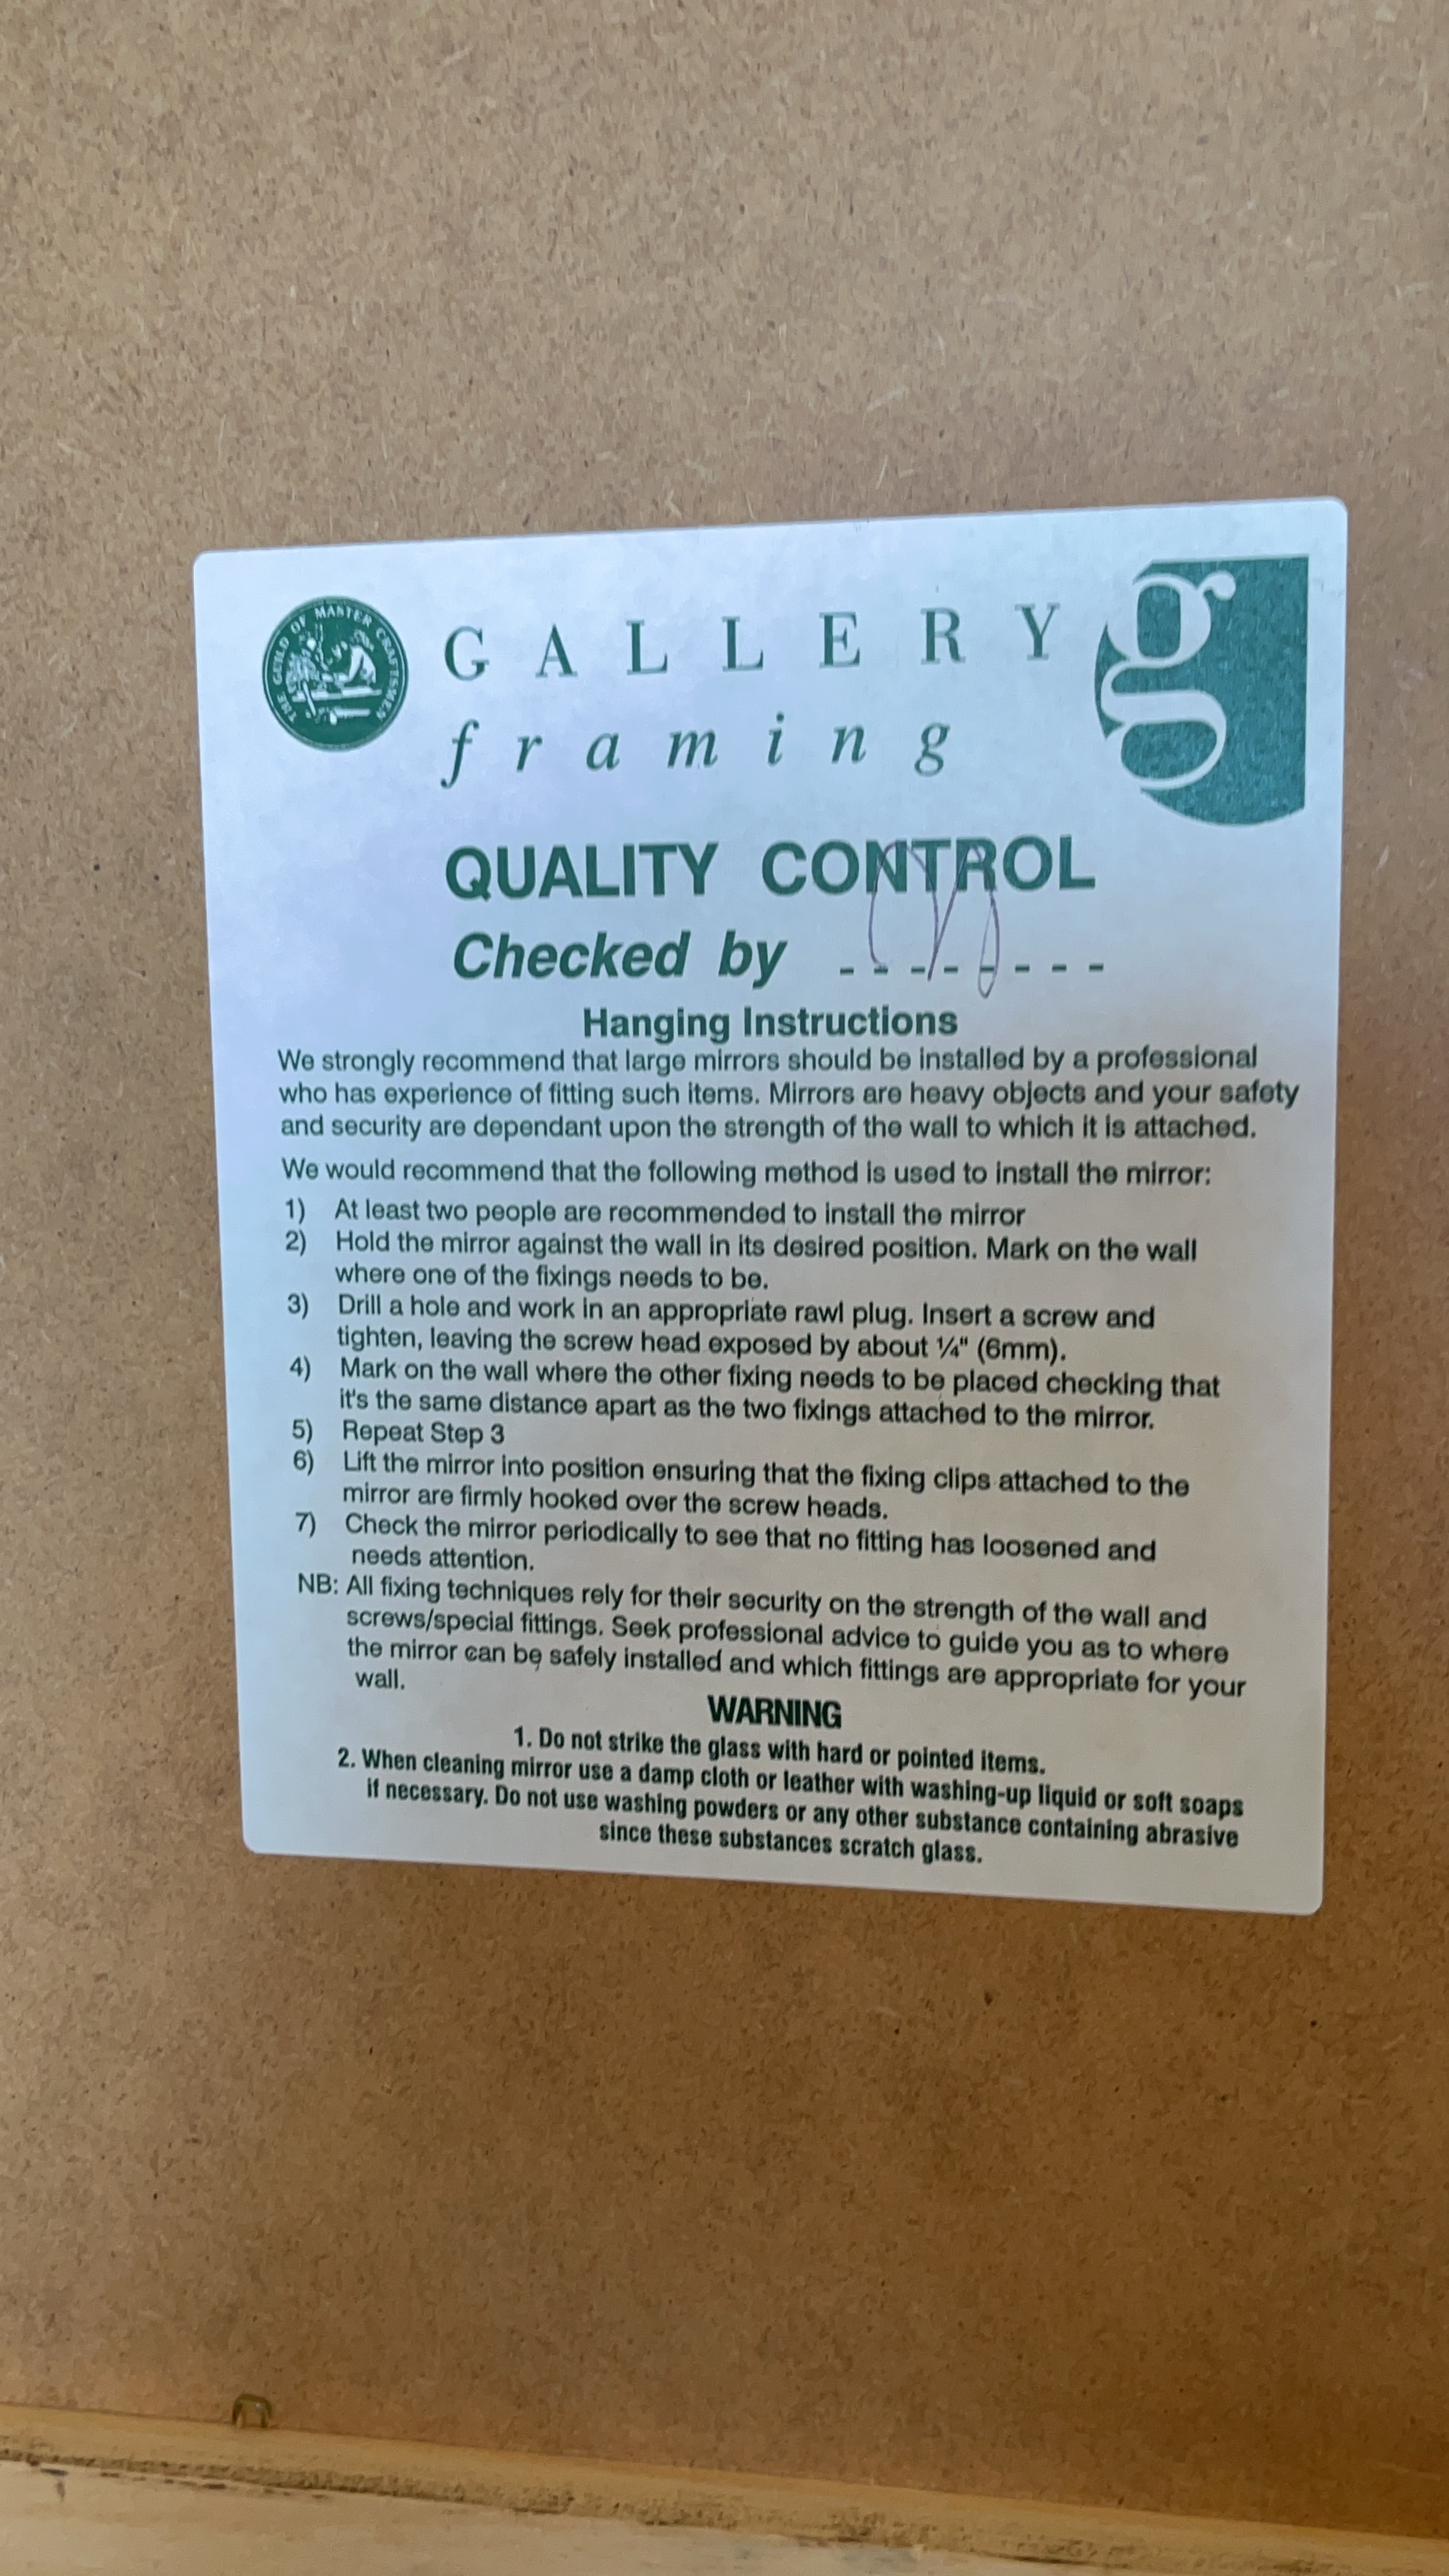 THE GUILD OF MASTER CRAFTSMEN
GALLERY
framing
g
QUALITY CONTROL
Checked by --------
Hanging Instructions
We strongly recommend that large mirrors should be installed by a professional
who has experience of fitting such items. Mirrors are heavy objects and your safety
and security are dependant upon the strength of the wall to which it is attached.
We would recommend that the following method is used to install the mirror:
1) At least two people are recommended to install the mirror
2) Hold the mirror against the wall in its desired position. Mark on the wall
where one of the fixings needs to be.
3) Drill a hole and work in an appropriate rawl plug. Insert a screw and
tighten, leaving the screw head exposed by about ¼" (6mm).
4) Mark on the wall where the other fixing needs to be placed checking that
it's the same distance apart as the two fixings attached to the mirror.
5) Repeat Step 3
6) Lift the mirror into position ensuring that the fixing clips attached to the
mirror are firmly hooked over the screw heads.
7) Check the mirror periodically to see that no fitting has loosened and
needs attention.
NB: All fixing techniques rely for their security on the strength of the wall and
screws/special fittings. Seek professional advice to guide you as to where
the mirror can be safely installed and which fittings are appropriate for your
wall.
WARNING
1. Do not strike the glass with hard or pointed items.
2. When cleaning mirror use a damp cloth or leather with washing-up liquid or soft soaps
if necessary. Do not use washing powders or any other substance containing abrasive
since these substances scratch glass.